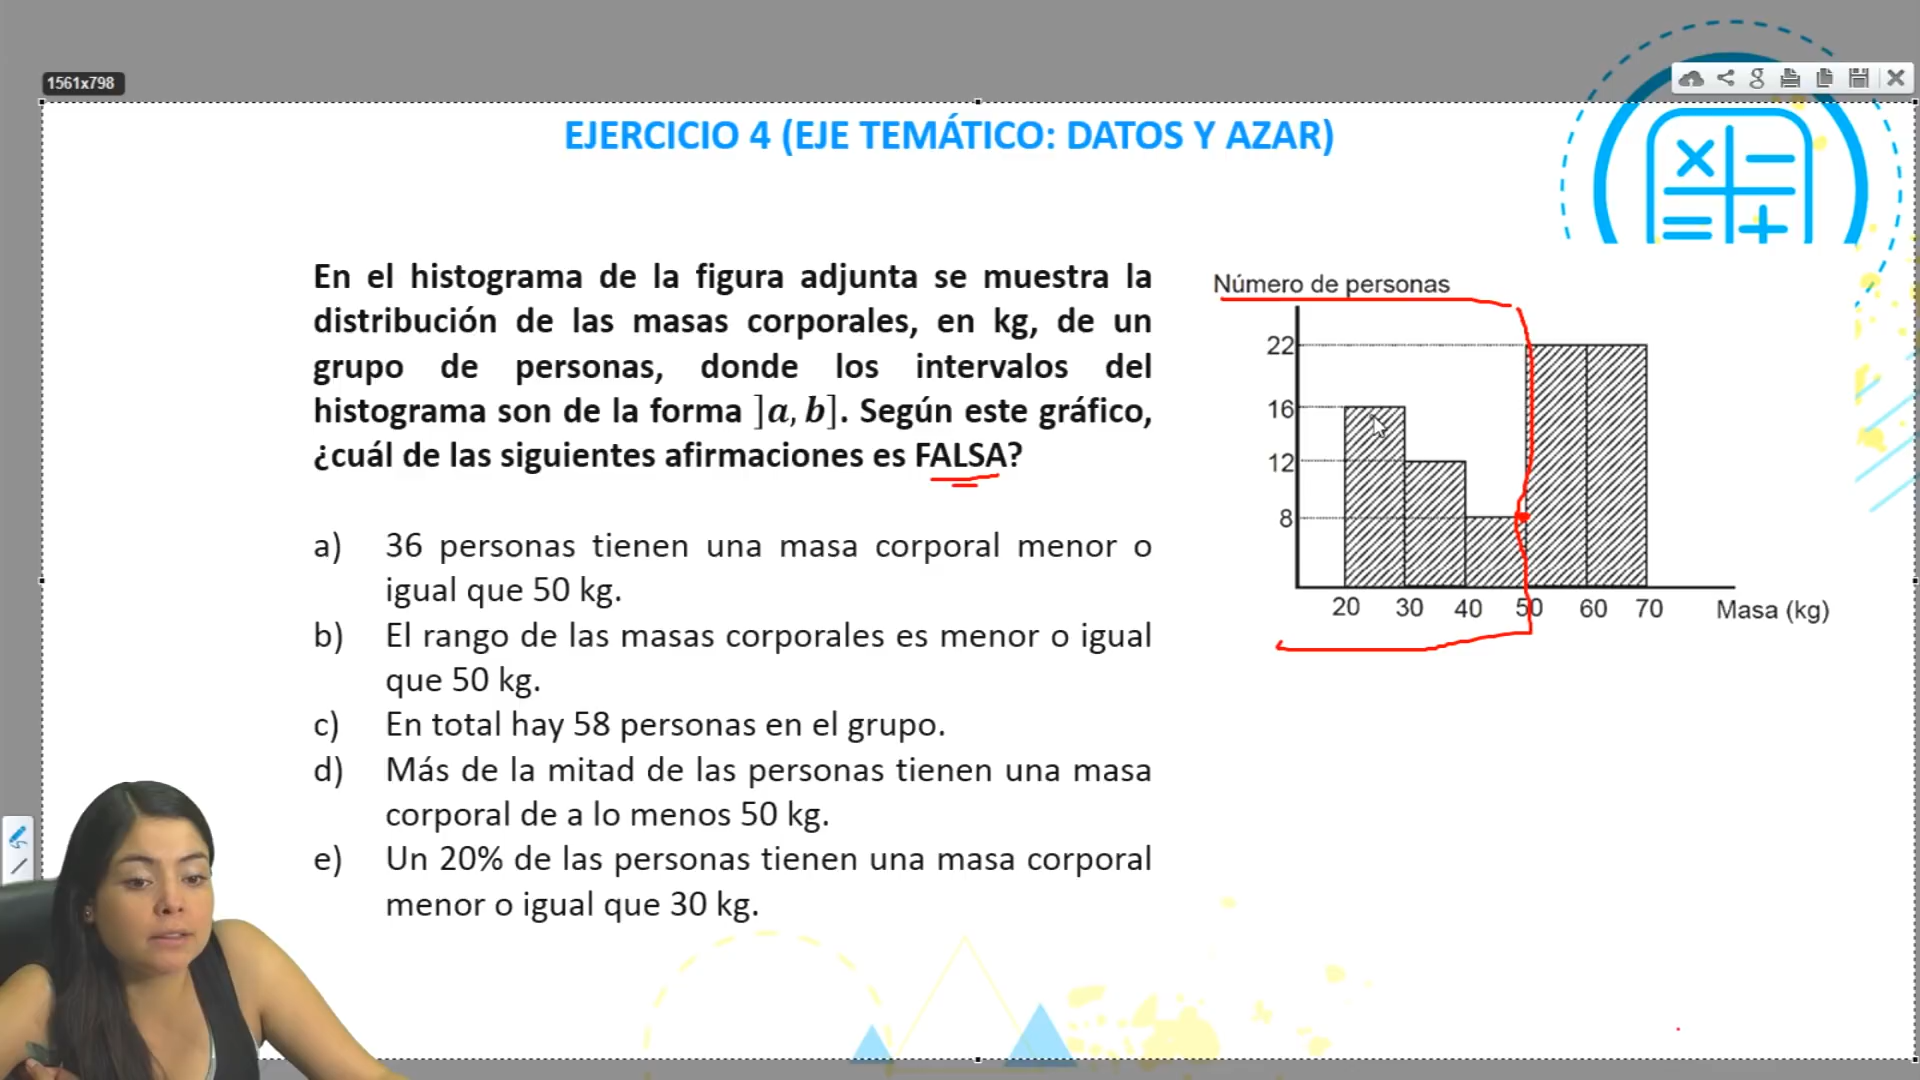 1561x798
EJERCICIO 4 (EJE TEMÁTICO: DATOS Y AZAR)
En el histograma de la figura adjunta se muestra la
distribución de las masas corporales, en kg, de un
grupo de personas, donde los intervalos del
histograma son de la forma ]a, b]. Según este gráfico,
¿cuál de las siguientes afirmaciones es FALSA?
a) 36 personas tienen una masa corporal menor o
igual que 50 kg.
b) El rango de las masas corporales es menor o igual
que 50 kg.
c) En total hay 58 personas en el grupo.
d) Más de la mitad de las personas tienen una masa
corporal de a lo menos 50 kg.
e) Un 20% de las personas tienen una masa corporal
menor o igual que 30 kg.
Número de personas
22
16
12
8
20 30 40 50 60 70 Masa (kg)